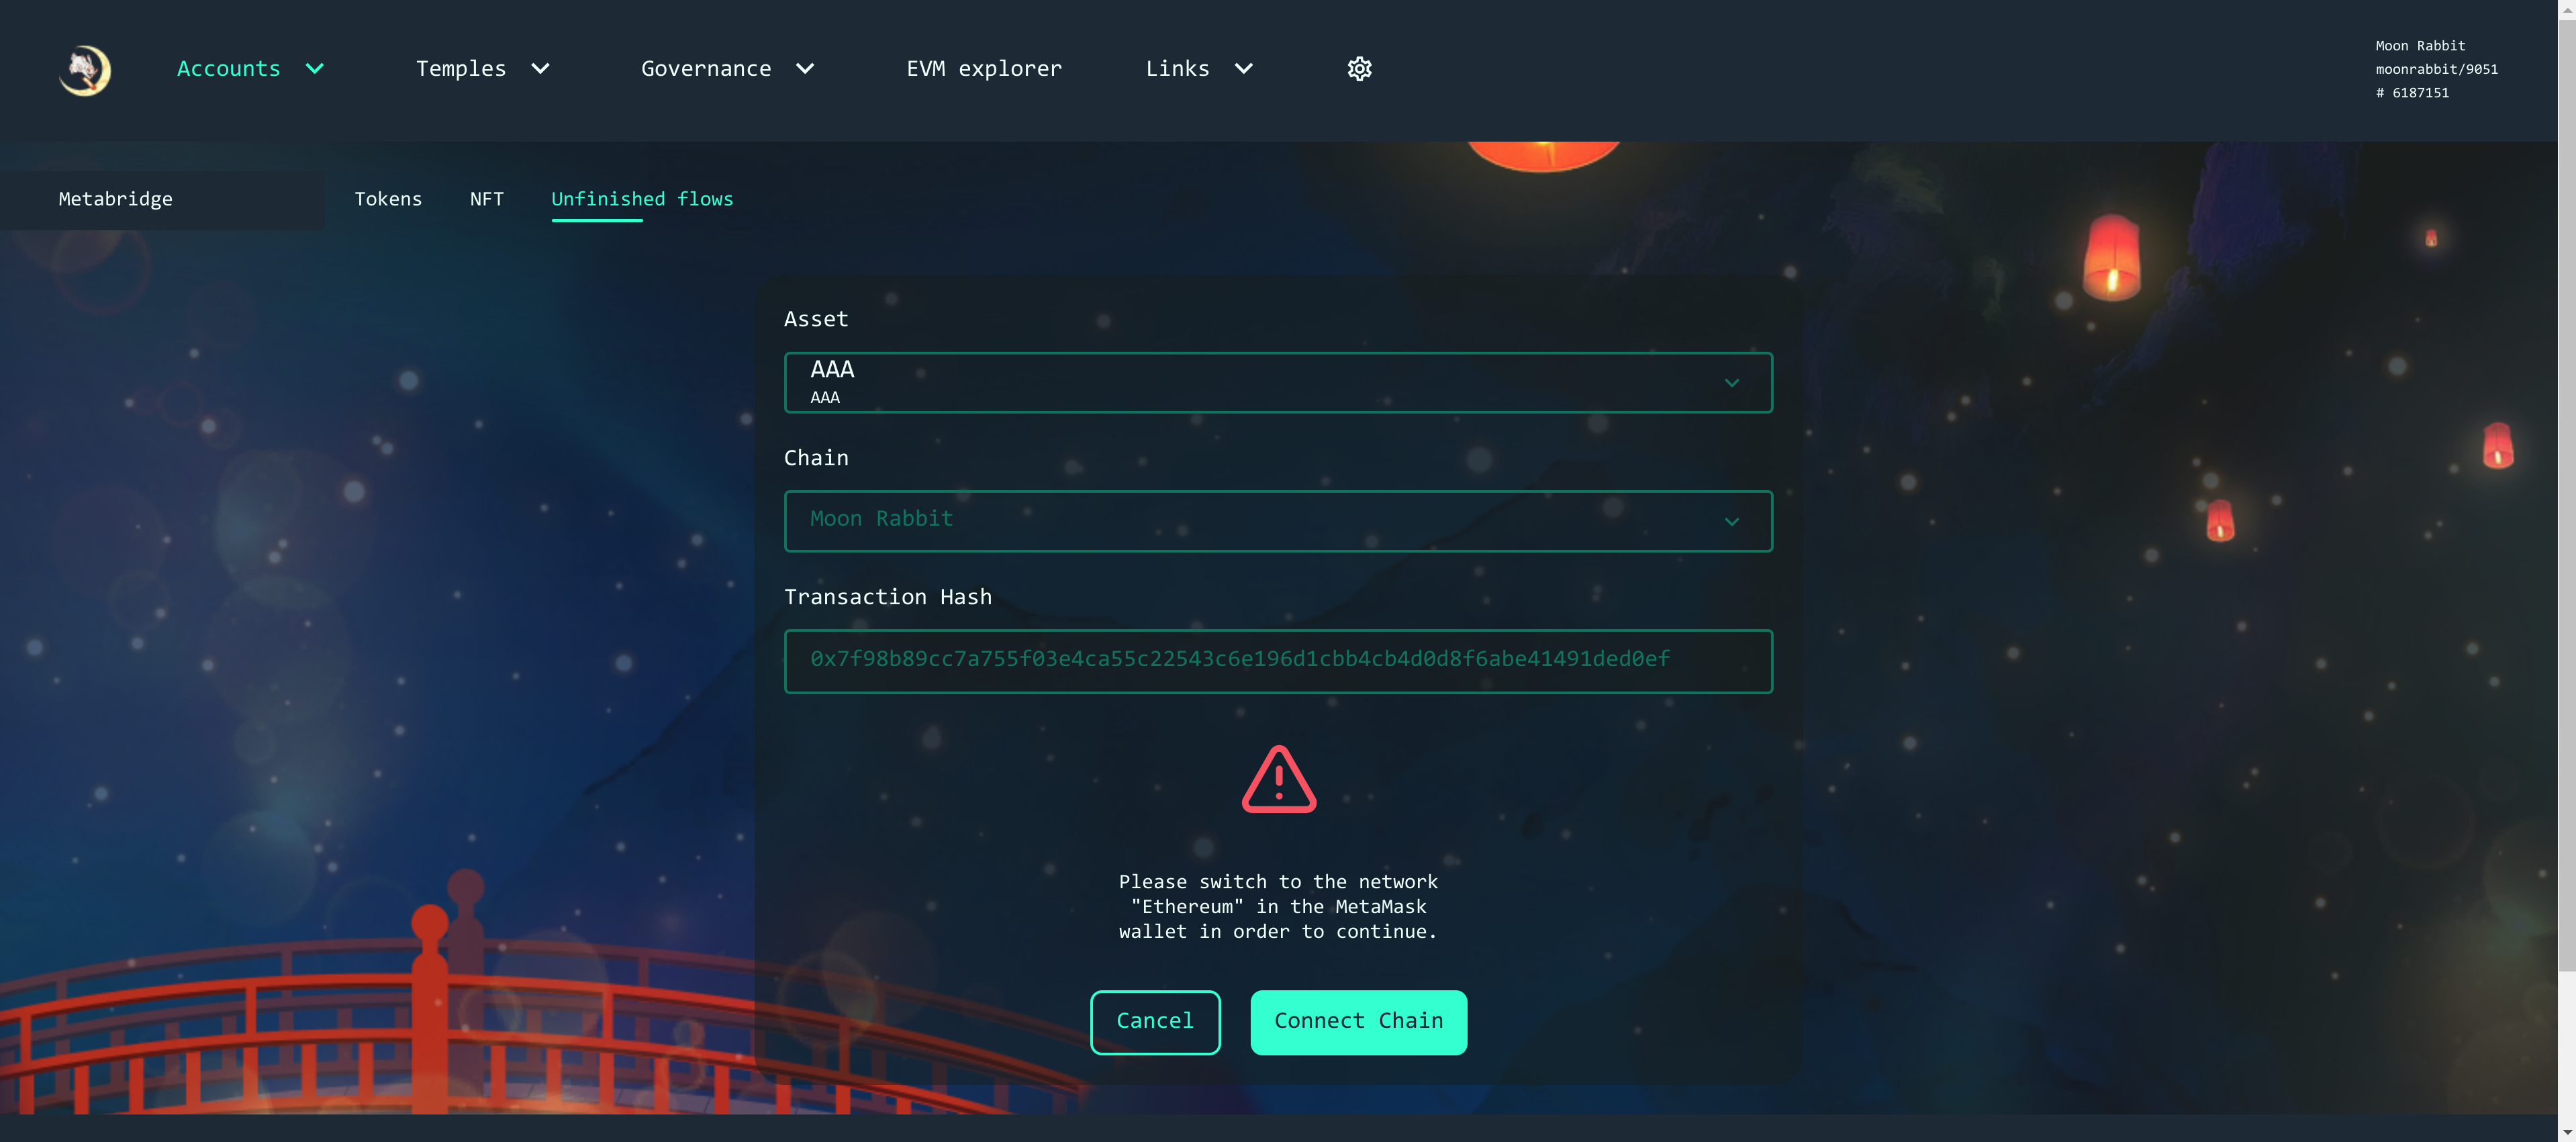 Accounts
Temples
Governance
EVM explorer
Links
Moon Rabbit
moonrabbit/9051
# 6187151
Metabridge
Tokens
NFT
Unfinished flows
Asset
AAA
AAA
Chain
Moon Rabbit
Transaction Hash
0x7f98b89cc7a755f03e4ca55c22543c6e196d1cbb4cb4d0d8f6abe41491ded0ef
Please switch to the network
"Ethereum" in the MetaMask
wallet in order to continue.
Cancel
Connect Chain